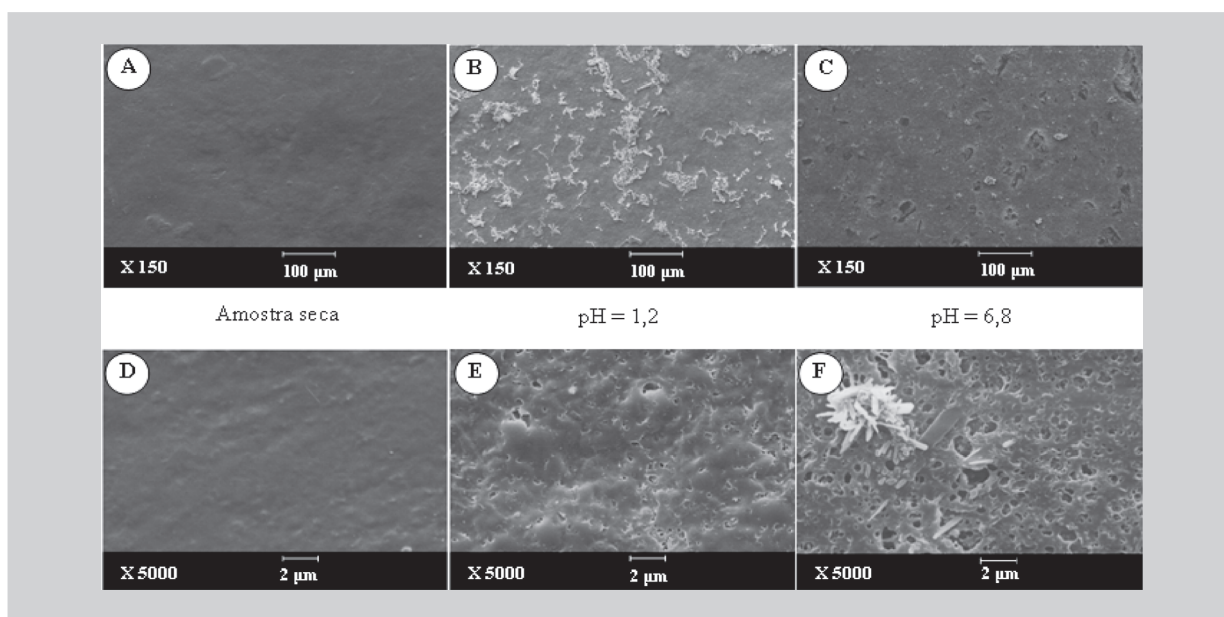 A
B
C
X 150
100 µm
X 150
100 µm
X 150
100 µm
Amostra seca
pH = 1,2
pH = 6,8
D
E
F
X 5000
2 µm
X 5000
2 µm
X 5000
2 µm